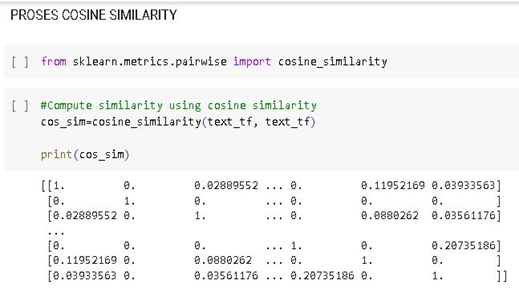 PROSES COSINE SIMILARITY
[ ] from sklearn.metrics.pairwise import cosine_similarity
[ ] #Compute similarity using cosine similarity
cos_sim=cosine_similarity(text_tf, text_tf)
print(cos_sim)
[[1. 0. 0.02889552 ... 0. 0.11952169 0.03933563]
[0. 1. 0. ... 0. 0. 0. ]
[0.02889552 0. 1. ... 0. 0.0880262 0.03561176]
...
[0. 0. 0. ... 1. 0. 0.20735186]
[0.11952169 0. 0.0880262 ... 0. 1. 0. ]
[0.03933563 0. 0.03561176 ... 0.20735186 0. 1. ]]